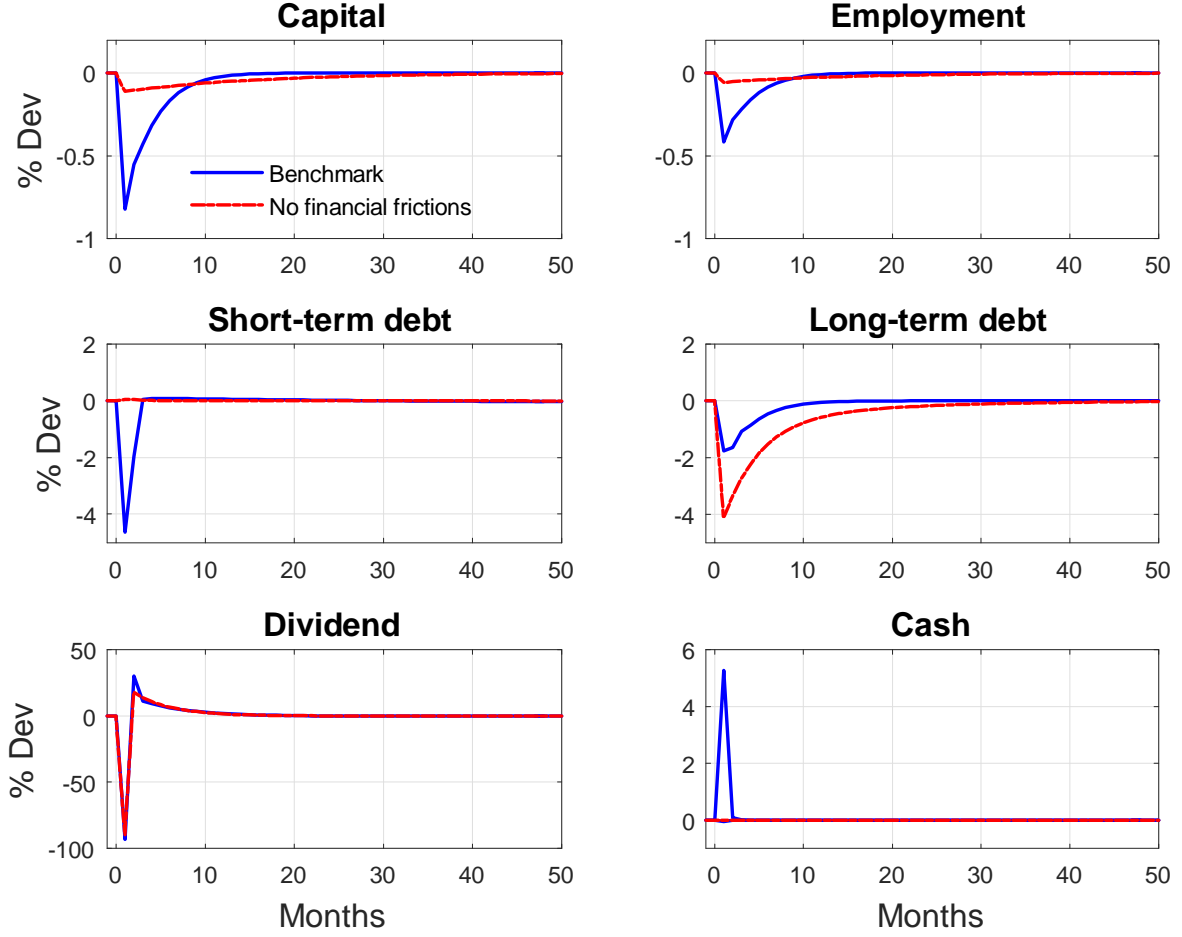 Capital
Employment
0
-0.5
-1
% Dev
Benchmark
No financial frictions
0 10 20 30 40 50
0
-0.5
-1
% Dev
0 10 20 30 40 50
Short-term debt
Long-term debt
2
0
-2
-4
% Dev
0 10 20 30 40 50
2
0
-2
-4
% Dev
0 10 20 30 40 50
Dividend
Cash
50
0
-50
-100
% Dev
0 10 20 30 40 50
Months
6
4
2
0
0 10 20 30 40 50
Months